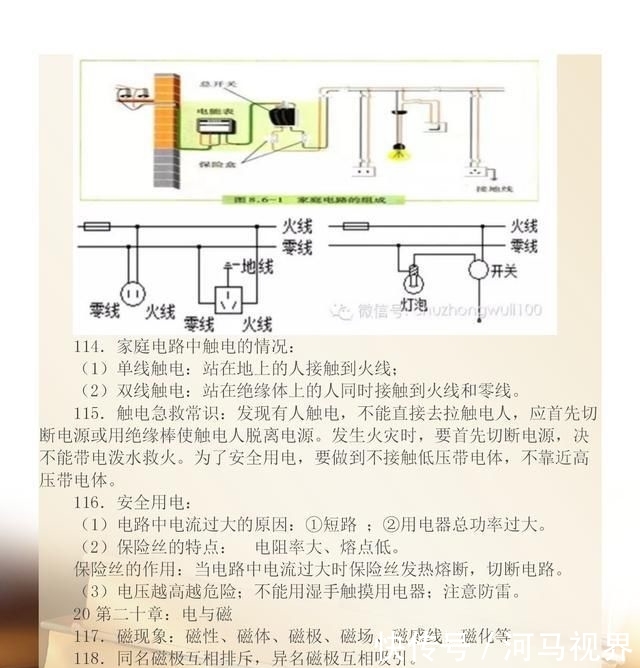 总开关
电能表
保险盒
接地线
图 8.6-1 家庭电路的组成
火线
零线
地线
零线 火线
零线 火线
火线
零线
开关
灯泡
微信号: chuzhongwuli100
114. 家庭电路中触电的情况:
（1）单线触电：站在地上的人接触到火线；
（2）双线触电：站在绝缘体上的人同时接触到火线和零线。
115. 触电急救常识：发现有人触电，不能直接去拉触电人，应首先切
断电源或用绝缘棒使触电人脱离电源。发生火灾时，要首先切断电源，决
不能带电泼水救火。为了安全用电，要做到不接触低压带电体，不靠近高
压带电体。
116. 安全用电：
（1）电路中电流过大的原因：①短路 ；②用电器总功率过大。
（2）保险丝的特点： 电阻率大、熔点低。
保险丝的作用：当电路中电流过大时保险丝发热熔断，切断电路。
（3）电压越高越危险；不能用湿手触摸用电器；注意防雷。
20 第二十章：电与磁
117. 磁现象：磁性、磁体、磁极、磁场、磁感线、磁化等
118. 同名磁极互相排斥，异名磁极互相吸引。
快传号/河马视界